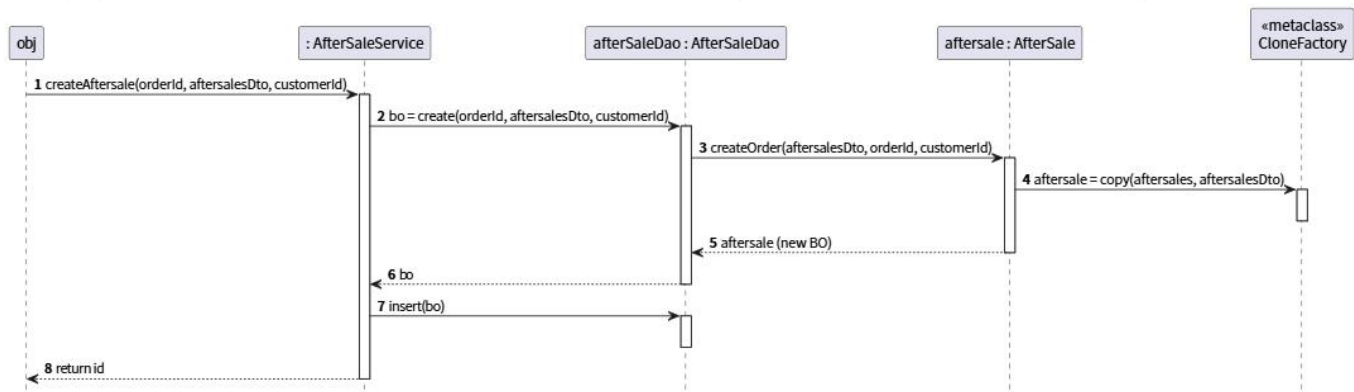 «metaclass»
obj
: AfterSaleService
afterSaleDao : AfterSaleDao
aftersale : AfterSale
CloneFactory
1 createAftersale(orderId, aftersalesDto, customerId)
2 bo = create(orderId, aftersalesDto, customerId)
3 createOrder(aftersalesDto, orderId, customerId)
4 aftersale = copy(aftersales, aftersalesDto)
5 aftersale (new BO)
6 bo
7 insert(bo)
8 return id